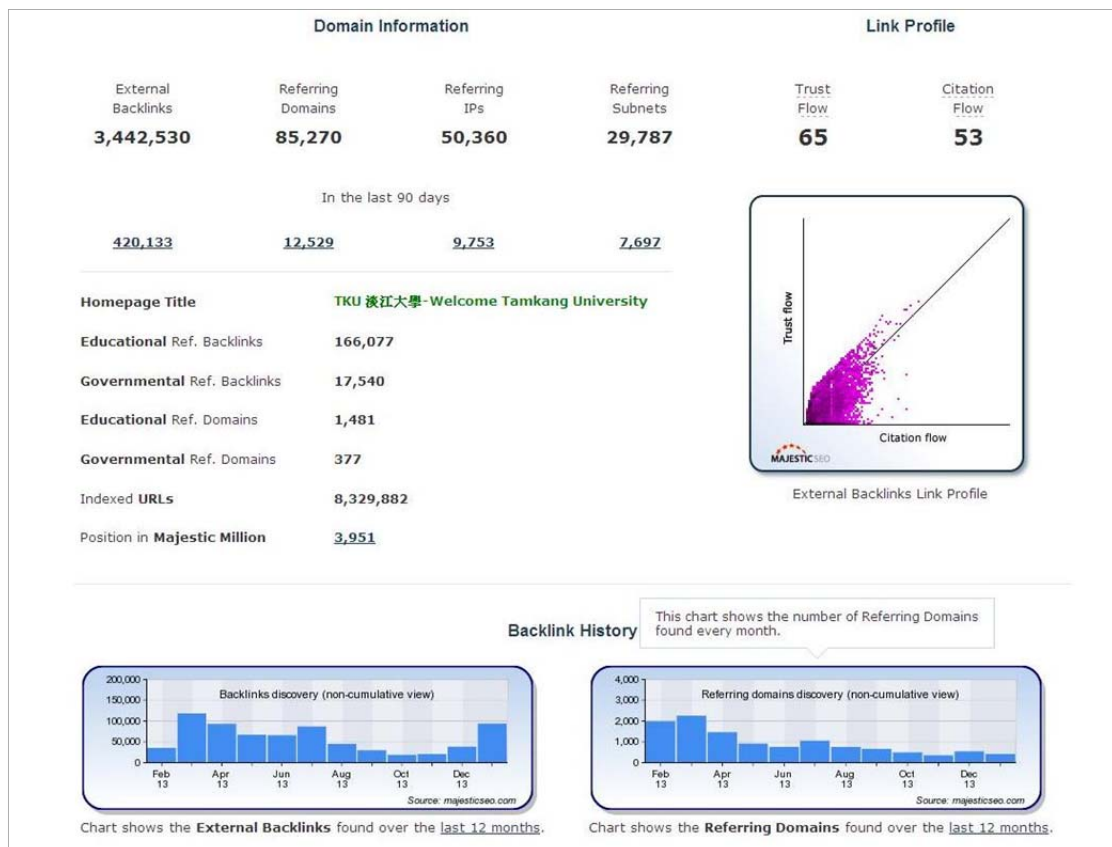 Domain Information
Link Profile
External
Backlinks
3,442,530
Referring
Domains
85,270
Referring
IPs
50,360
Referring
Subnets
29,787
Trust
Flow
65
Citation
Flow
53
In the last 90 days
420,133 12,529 9,753 7,697
Homepage Title TKU 淡江大學-Welcome Tamkang University
Educational Ref. Backlinks 166,077
Governmental Ref. Backlinks 17,540
Educational Ref. Domains 1,481
Governmental Ref. Domains 377
Indexed URLs 8,329,882
Position in Majestic Million 3,951
Trust flow
Citation flow
MAJESTICSEO
External Backlinks Link Profile
Backlink History
This chart shows the number of Referring Domains
found every month.
Backlinks discovery (non-cumulative view)
200,000
150,000
100,000
50,000
0
Feb 13 Apr 13 Jun 13 Aug 13 Oct 13 Dec 13
Source: majesticseo.com
Chart shows the External Backlinks found over the last 12 months.
Referring domains discovery (non-cumulative view)
4,000
3,000
2,000
1,000
0
Feb 13 Apr 13 Jun 13 Aug 13 Oct 13 Dec 13
Source: majesticseo.com
Chart shows the Referring Domains found over the last 12 months.